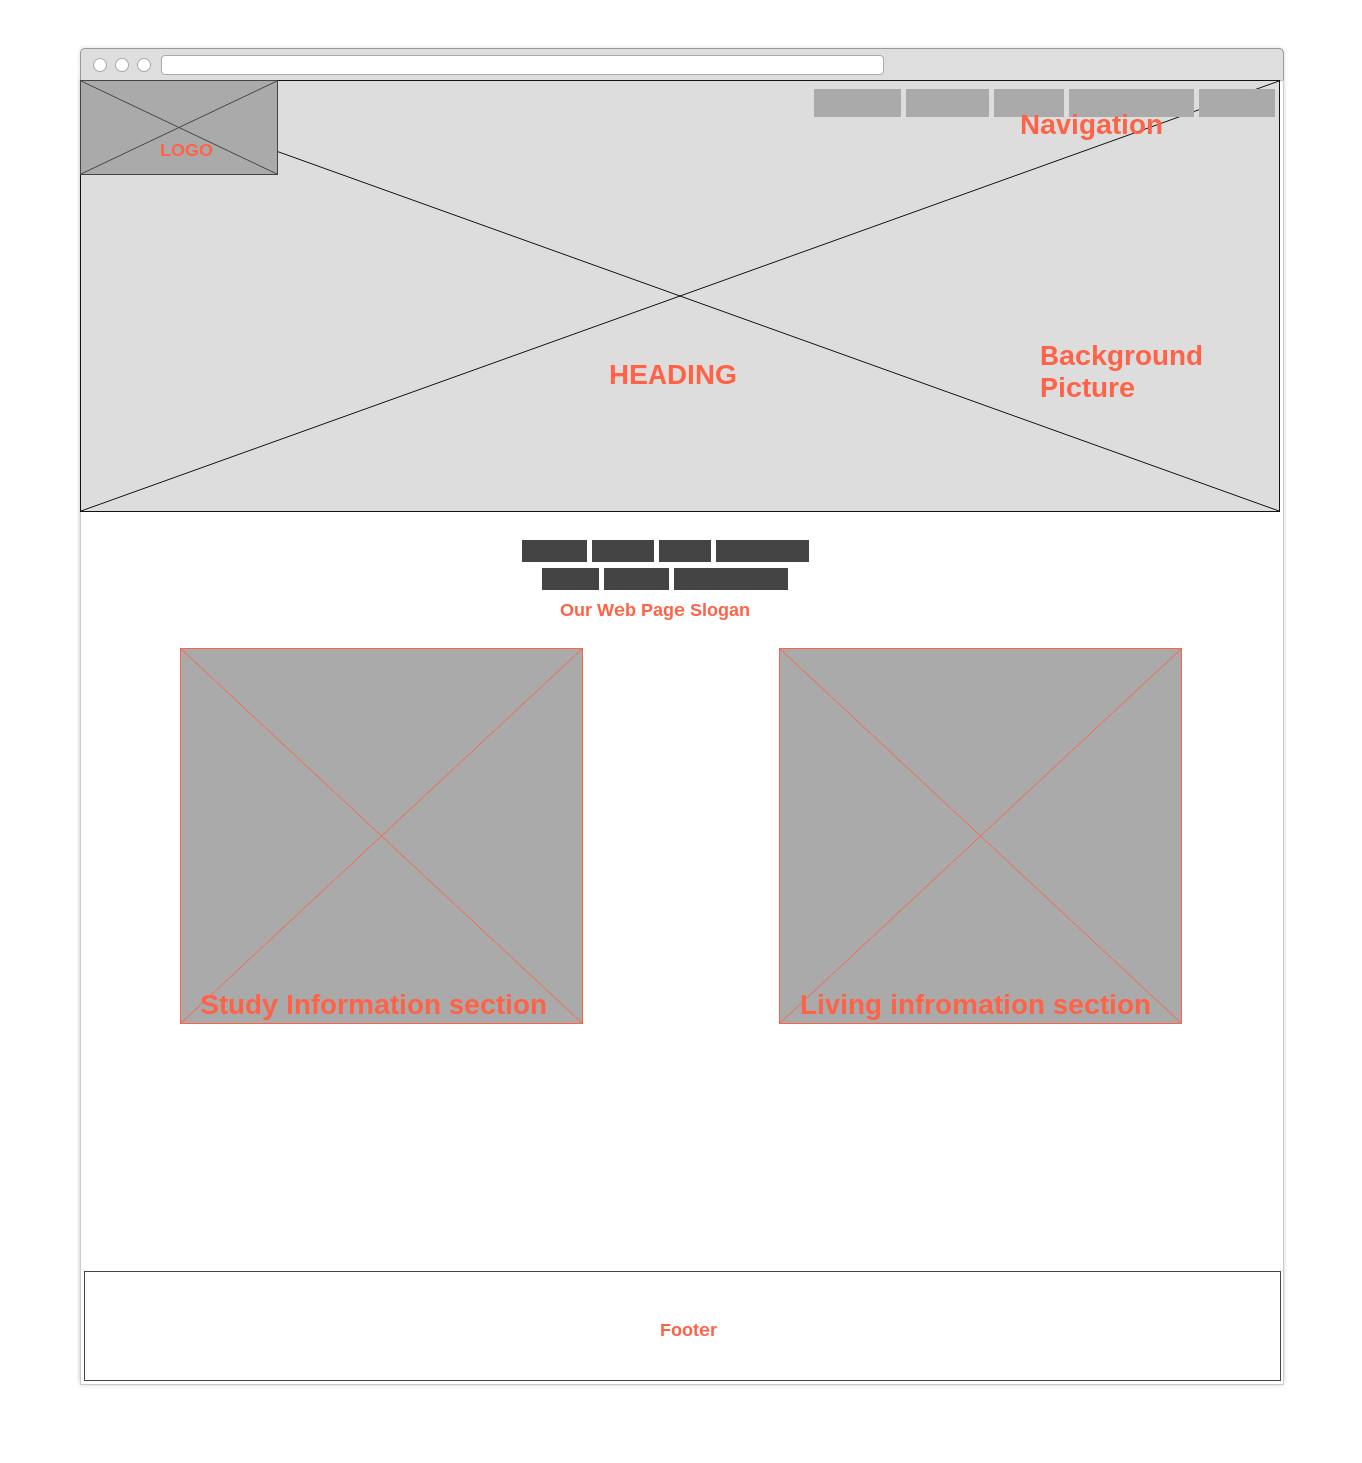 LOGO
Navigation
Background
Picture
HEADING
Our Web Page Slogan
Study Information section
Living infromation section
Footer